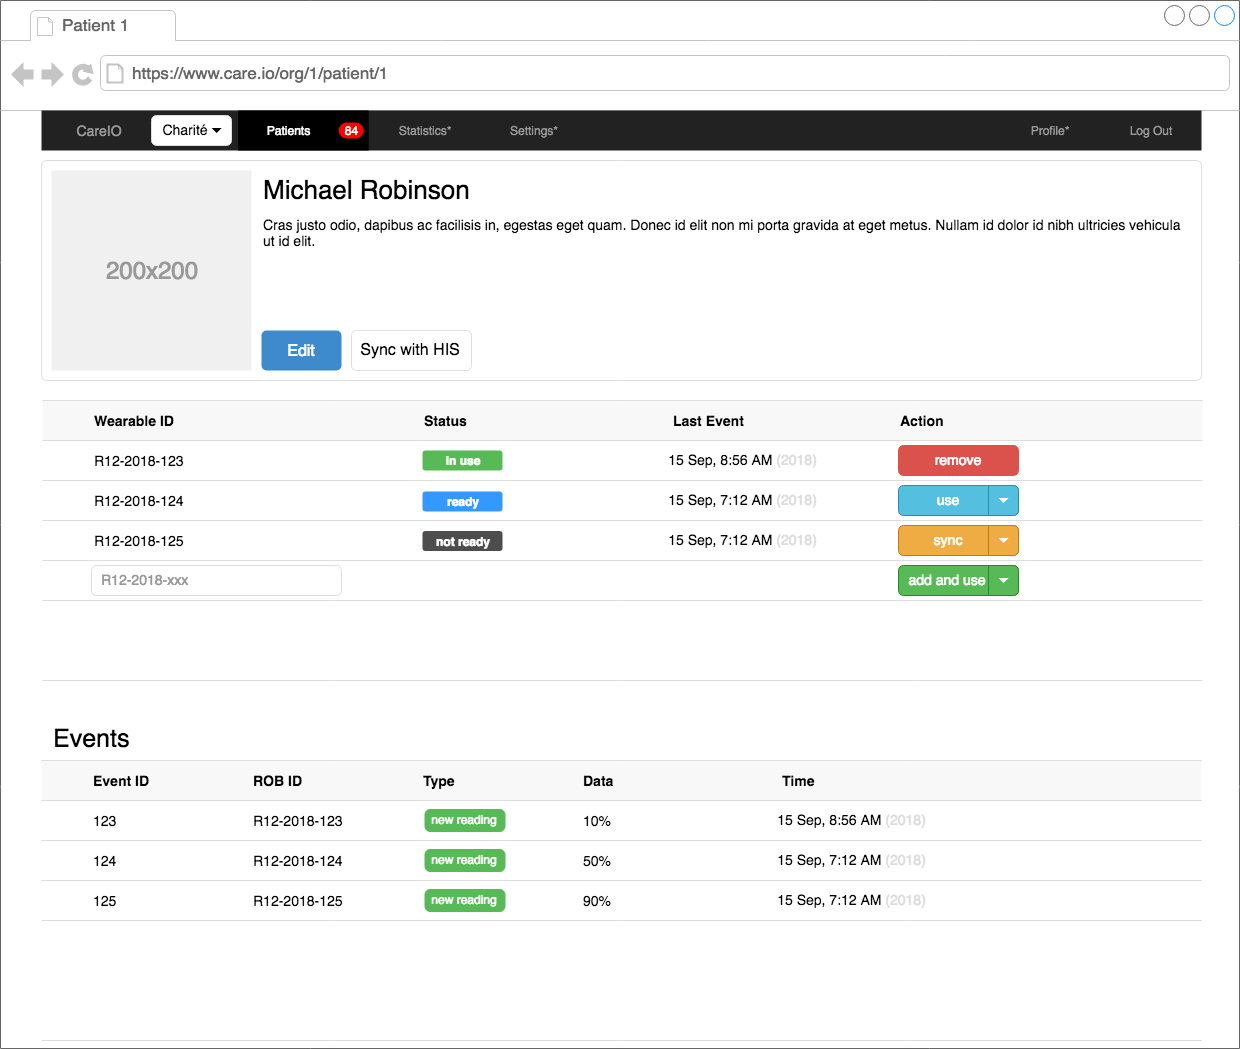 Patient 1
https://www.care.io/org/1/patient/1
CareIO Charité Patients 84 Statistics* Settings* Profile* Log Out
200x200
Michael Robinson
Cras justo odio, dapibus ac facilisis in, egestas eget quam. Donec id elit non mi porta gravida at eget metus. Nullam id dolor id nibh ultricies vehicula
ut id elit.
Edit Sync with HIS
Wearable ID Status Last Event Action
R12-2018-123 In use 15 Sep, 8:56 AM (2018) remove
R12-2018-124 ready 15 Sep, 7:12 AM (2018) use
R12-2018-125 not ready 15 Sep, 7:12 AM (2018) sync
R12-2018-xxx add and use
Events
Event ID ROB ID Type Data Time
123 R12-2018-123 new reading 10% 15 Sep, 8:56 AM (2018)
124 R12-2018-124 new reading 50% 15 Sep, 7:12 AM (2018)
125 R12-2018-125 new reading 90% 15 Sep, 7:12 AM (2018)